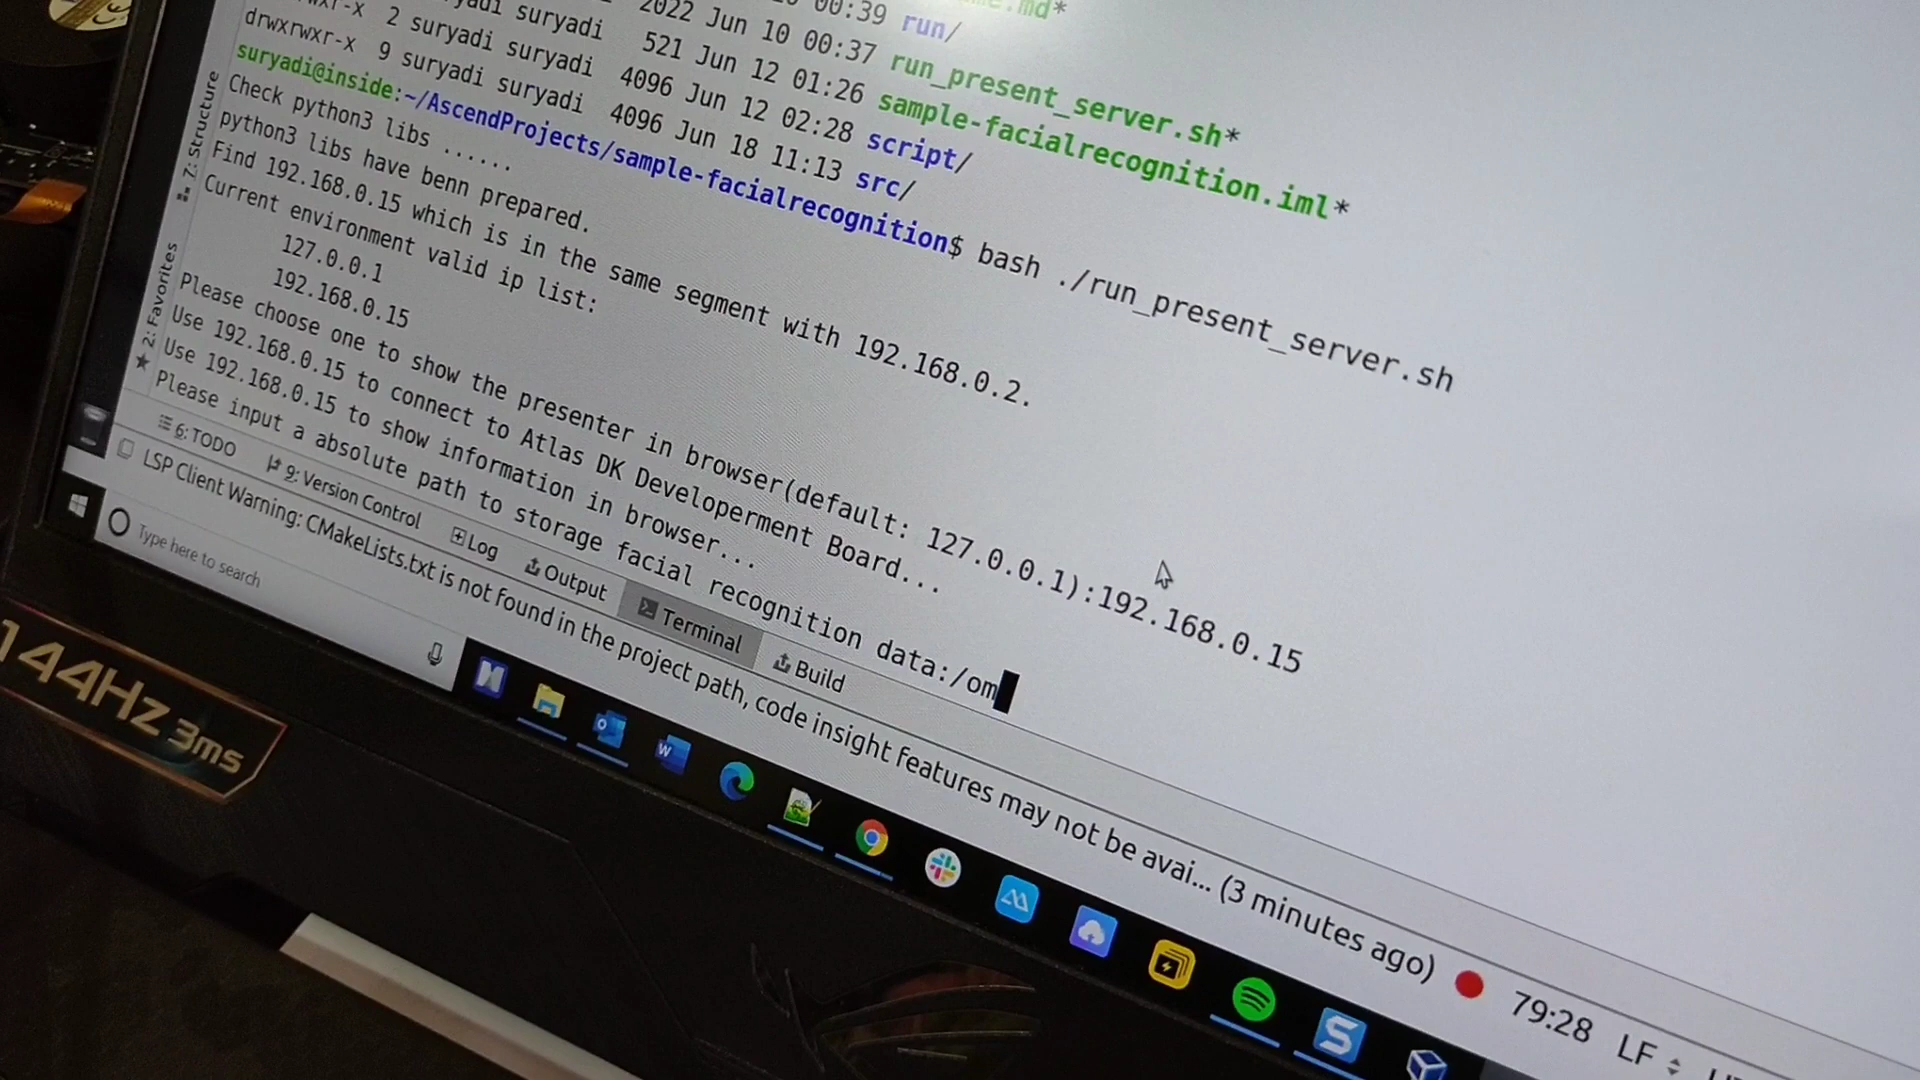 me.md*
00:39 run/
2022 Jun 10 00:37 run_present_server.sh*
2 suryadi suryadi 521 Jun 12 01:26 sample-facialrecognition.iml*
drwxrwxr-x 2 suryadi suryadi 4096 Jun 12 02:28 script/
drwxrwxr-x 9 suryadi suryadi 4096 Jun 18 11:13 src/
suryadi@inside:~/AscendProjects/sample-facialrecognition$ bash ./run_present_server.sh
Check python3 libs ......
python3 libs have benn prepared.
Find 192.168.0.15 which is in the same segment with 192.168.0.2.
Current environment valid ip list:
127.0.0.1
192.168.0.15
Please choose one to show the presenter in browser(default: 127.0.0.1):192.168.0.15
Use 192.168.0.15 to connect to Atlas DK Developerment Board...
Use 192.168.0.15 to show information in browser...
Please input a absolute path to storage facial recognition data:/om
7: Structure
2: Favorites
6: TODO
9: Version Control
Log
Output
Terminal
Build
LSP Client Warning: CMakeLists.txt is not found in the project path, code insight features may not be avai... (3 minutes ago)
79:28
LF
Type here to search
144Hz 3ms